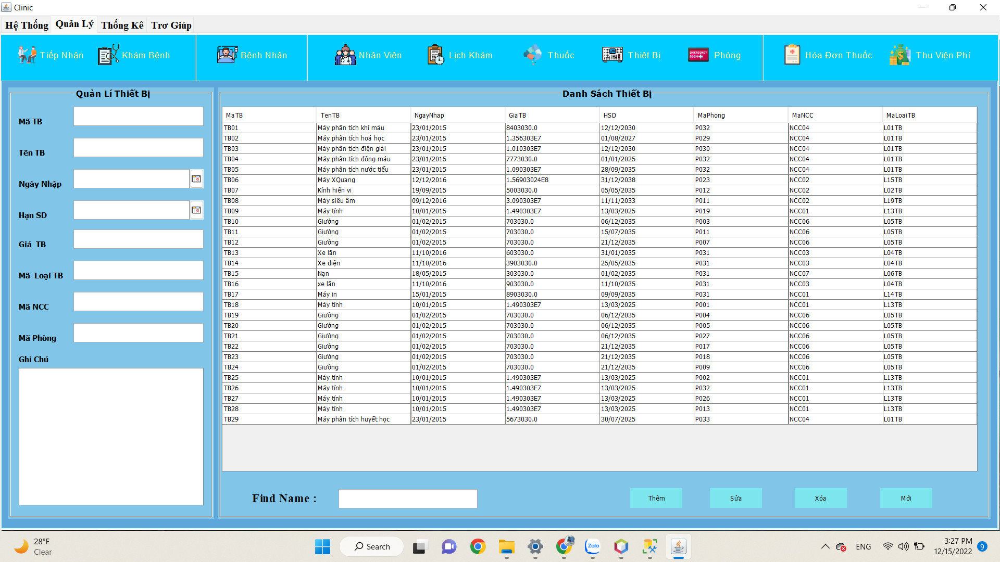 Clinic
Hệ Thống Quản Lý Thống Kê Trơ Giúp
Tiếp Nhận Khám Bệnh Bệnh Nhân Nhân Viên Lịch Khám Thuốc Thiết Bị EMERGENCY ROOM Phòng Hóa Đơn Thuốc Thu Viện Phí
Quản Lí Thiết Bị
Mã TB
Tên TB
Ngày Nhập
Hạn SD
Giá TB
Mã Loại TB
Mã NCC
Mã Phòng
Ghi Chú
Danh Sách Thiết Bị
MaTB TenTB NgayNhap GiaTB HSD MaPhong MaNCC MaLoaiTB
TB01 Máy phân tích khí máu 23/01/2015 8403030.0 12/12/2030 P032 NCC04 L01TB
TB02 Máy phân tích hoá học 23/01/2015 1.356303E7 01/08/2027 P029 NCC04 L01TB
TB03 Máy phân tích điện giải 23/01/2015 1.010303E7 12/12/2030 P030 NCC04 L01TB
TB04 Máy phân tích đông máu 23/01/2015 7773030.0 01/01/2025 P032 NCC04 L01TB
TB05 Máy phân tích nước tiểu 23/01/2015 1.090303E7 28/09/2035 P032 NCC04 L01TB
TB06 Máy XQuang 12/12/2016 1.56903024E8 31/12/2038 P023 NCC02 L15TB
TB07 Kính hiển vi 19/09/2015 5003030.0 05/05/2035 P012 NCC02 L02TB
TB08 Máy siêu âm 09/12/2016 3.090303E7 11/11/2033 P011 NCC02 L19TB
TB09 Máy tính 10/01/2015 1.490303E7 13/03/2025 P019 NCC01 L13TB
TB10 Giường 01/02/2015 703030.0 06/12/2035 P003 NCC06 L05TB
TB11 Giường 01/02/2015 703030.0 15/07/2035 P011 NCC06 L05TB
TB12 Giường 01/02/2015 703030.0 21/12/2035 P007 NCC06 L05TB
TB13 Xe lăn 11/10/2016 603030.0 31/01/2035 P031 NCC03 L04TB
TB14 Xe điện 11/10/2016 3903030.0 25/05/2035 P031 NCC03 L04TB
TB15 Nạn 18/05/2015 303030.0 01/02/2035 P031 NCC07 L06TB
TB16 xe lăn 11/10/2016 903030.0 11/10/2035 P031 NCC03 L04TB
TB17 Máy in 15/01/2015 8903030.0 09/09/2035 P031 NCC01 L14TB
TB18 Máy tính 10/01/2015 1.490303E7 13/03/2025 P001 NCC01 L13TB
TB19 Giường 01/02/2015 703030.0 06/12/2035 P004 NCC06 L05TB
TB20 Giường 01/02/2015 703030.0 06/12/2035 P005 NCC06 L05TB
TB21 Giường 01/02/2015 703030.0 06/12/2035 P027 NCC06 L05TB
TB22 Giường 01/02/2015 703030.0 21/12/2035 P017 NCC06 L05TB
TB23 Giường 01/02/2015 703030.0 21/12/2035 P018 NCC06 L05TB
TB24 Giường 01/02/2015 703030.0 21/12/2035 P009 NCC06 L05TB
TB25 Máy tính 10/01/2015 1.490303E7 13/03/2025 P002 NCC01 L13TB
TB26 Máy tính 10/01/2015 1.490303E7 13/03/2025 P032 NCC01 L13TB
TB27 Máy tính 10/01/2015 1.490303E7 13/03/2025 P026 NCC01 L13TB
TB28 Máy tính 10/01/2015 1.490303E7 13/03/2025 P013 NCC01 L13TB
TB29 Máy phân tích huyết học 23/01/2015 5673030.0 30/07/2025 P033 NCC04 L01TB
Find Name : Thêm Sửa Xóa Mới
28°F
Clear
Search
Zalo
ENG
3:27 PM
12/15/2022
9